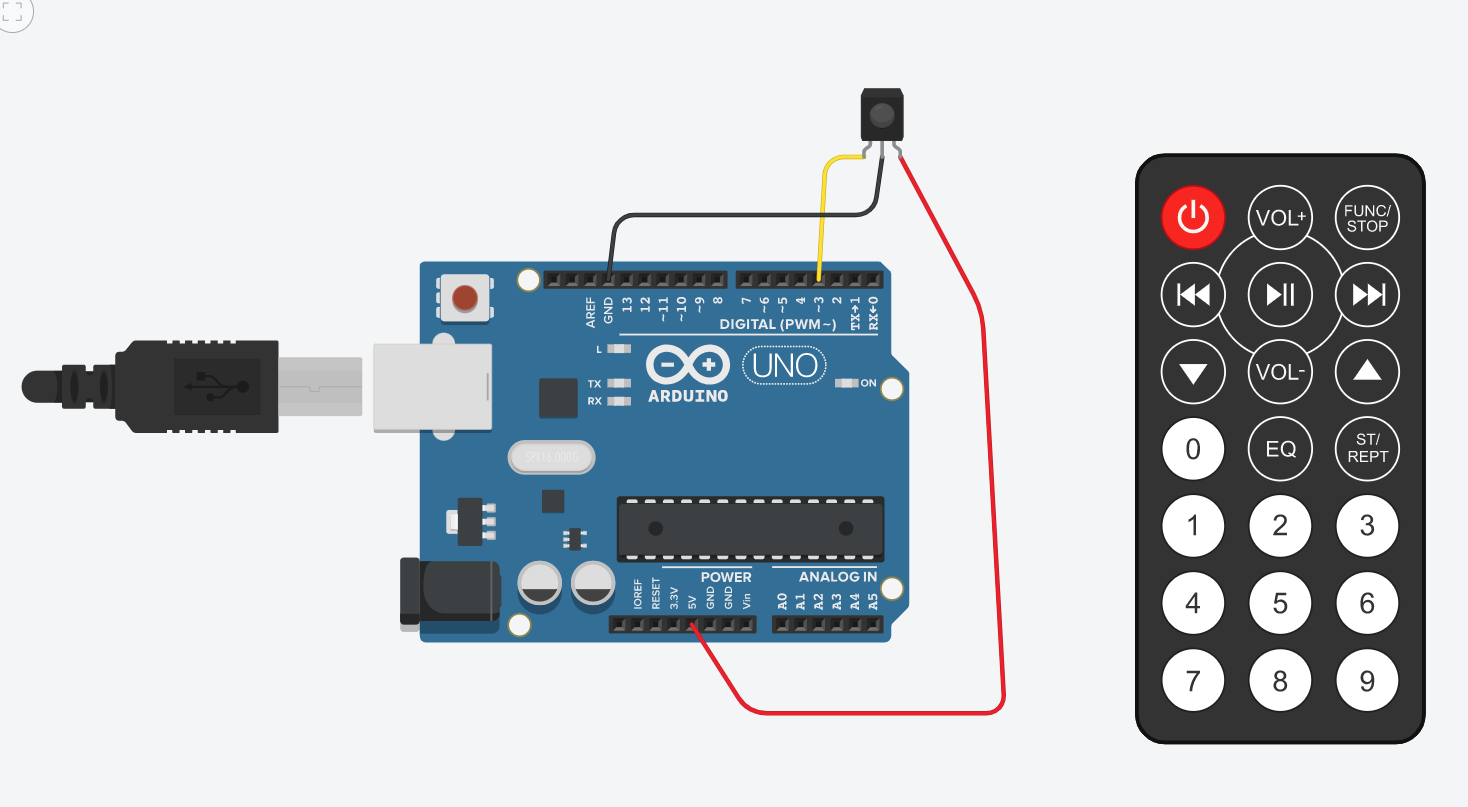 AREF
GND
13
12
~11
~10
~9
8
7
~6
~5
4
~3
2
TX→1
RX←0
DIGITAL (PWM~)
L
TX
RX
UNO
ARDUINO
ON
SPK16.000G
POWER
ANALOG IN
IOREF
RESET
3.3V
5V
GND
GND
Vin
A0
A1
A2
A3
A4
A5
VOL+
FUNC/
STOP
VOL-
0
EQ
ST/
REPT
1
2
3
4
5
6
7
8
9